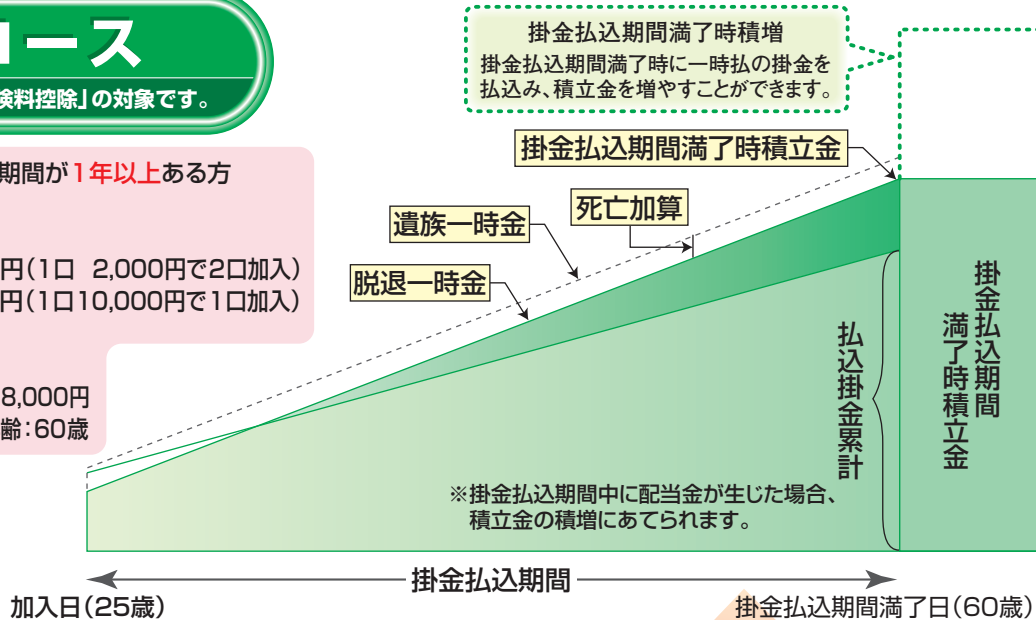 コース
険料控除」の対象です。
期間が1年以上ある方
円(1口 2,000円で2口加入)
円(1口10,000円で1口加入)
8,000円
齢:60歳
掛金払込期間満了時積増
掛金払込期間満了時に一時払の掛金を
払込み、積立金を増やすことができます。
掛金払込期間満了時積立金
死亡加算
遺族一時金
脱退一時金
払込掛金累計
掛金払込期間
満了時積立金
※掛金払込期間中に配当金が生じた場合、
積立金の積増にあてられます。
掛金払込期間
加入日(25歳)
掛金払込期間満了日(60歳)